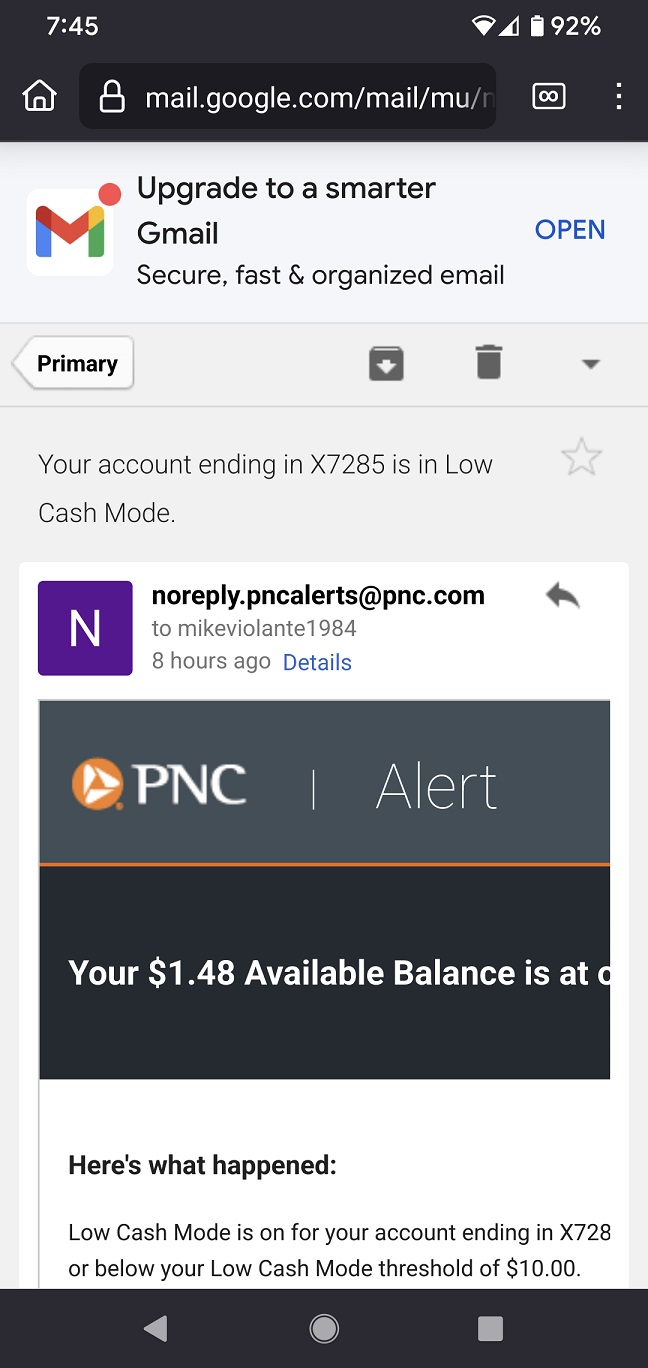 7:45
92%
mail.google.com/mail/mu/
Upgrade to a smarter
Gmail
OPEN
Secure, fast & organized email
Primary
Your account ending in X7285 is in Low
Cash Mode.
N
noreply.pncalerts@pnc.com
to mikeviolante1984
8 hours ago Details
PNC | Alert
Your $1.48 Available Balance is at
Here's what happened:
Low Cash Mode is on for your account ending in X728
or below your Low Cash Mode threshold of $10.00.